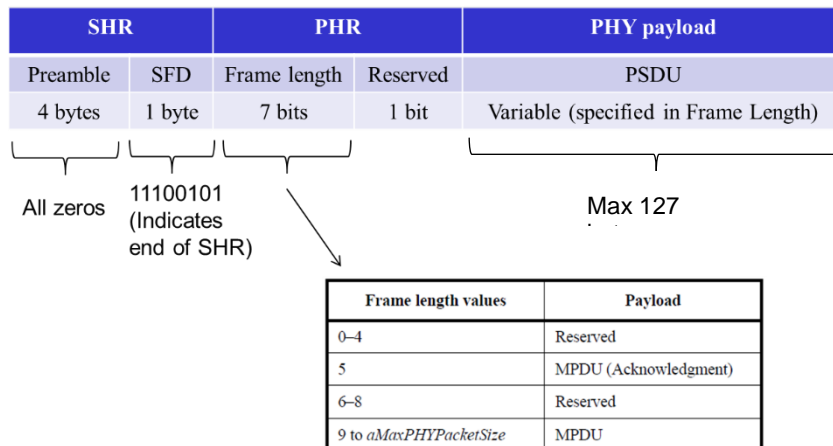 SHR PHR PHY payload
Preamble SFD Frame length Reserved PSDU
4 bytes 1 byte 7 bits 1 bit Variable (specified in Frame Length)
All zeros
11100101
(Indicates
end of SHR)
Max 127
Frame length values Payload
0–4 Reserved
5 MPDU (Acknowledgment)
6–8 Reserved
9 to aMaxPHYPacketSize MPDU